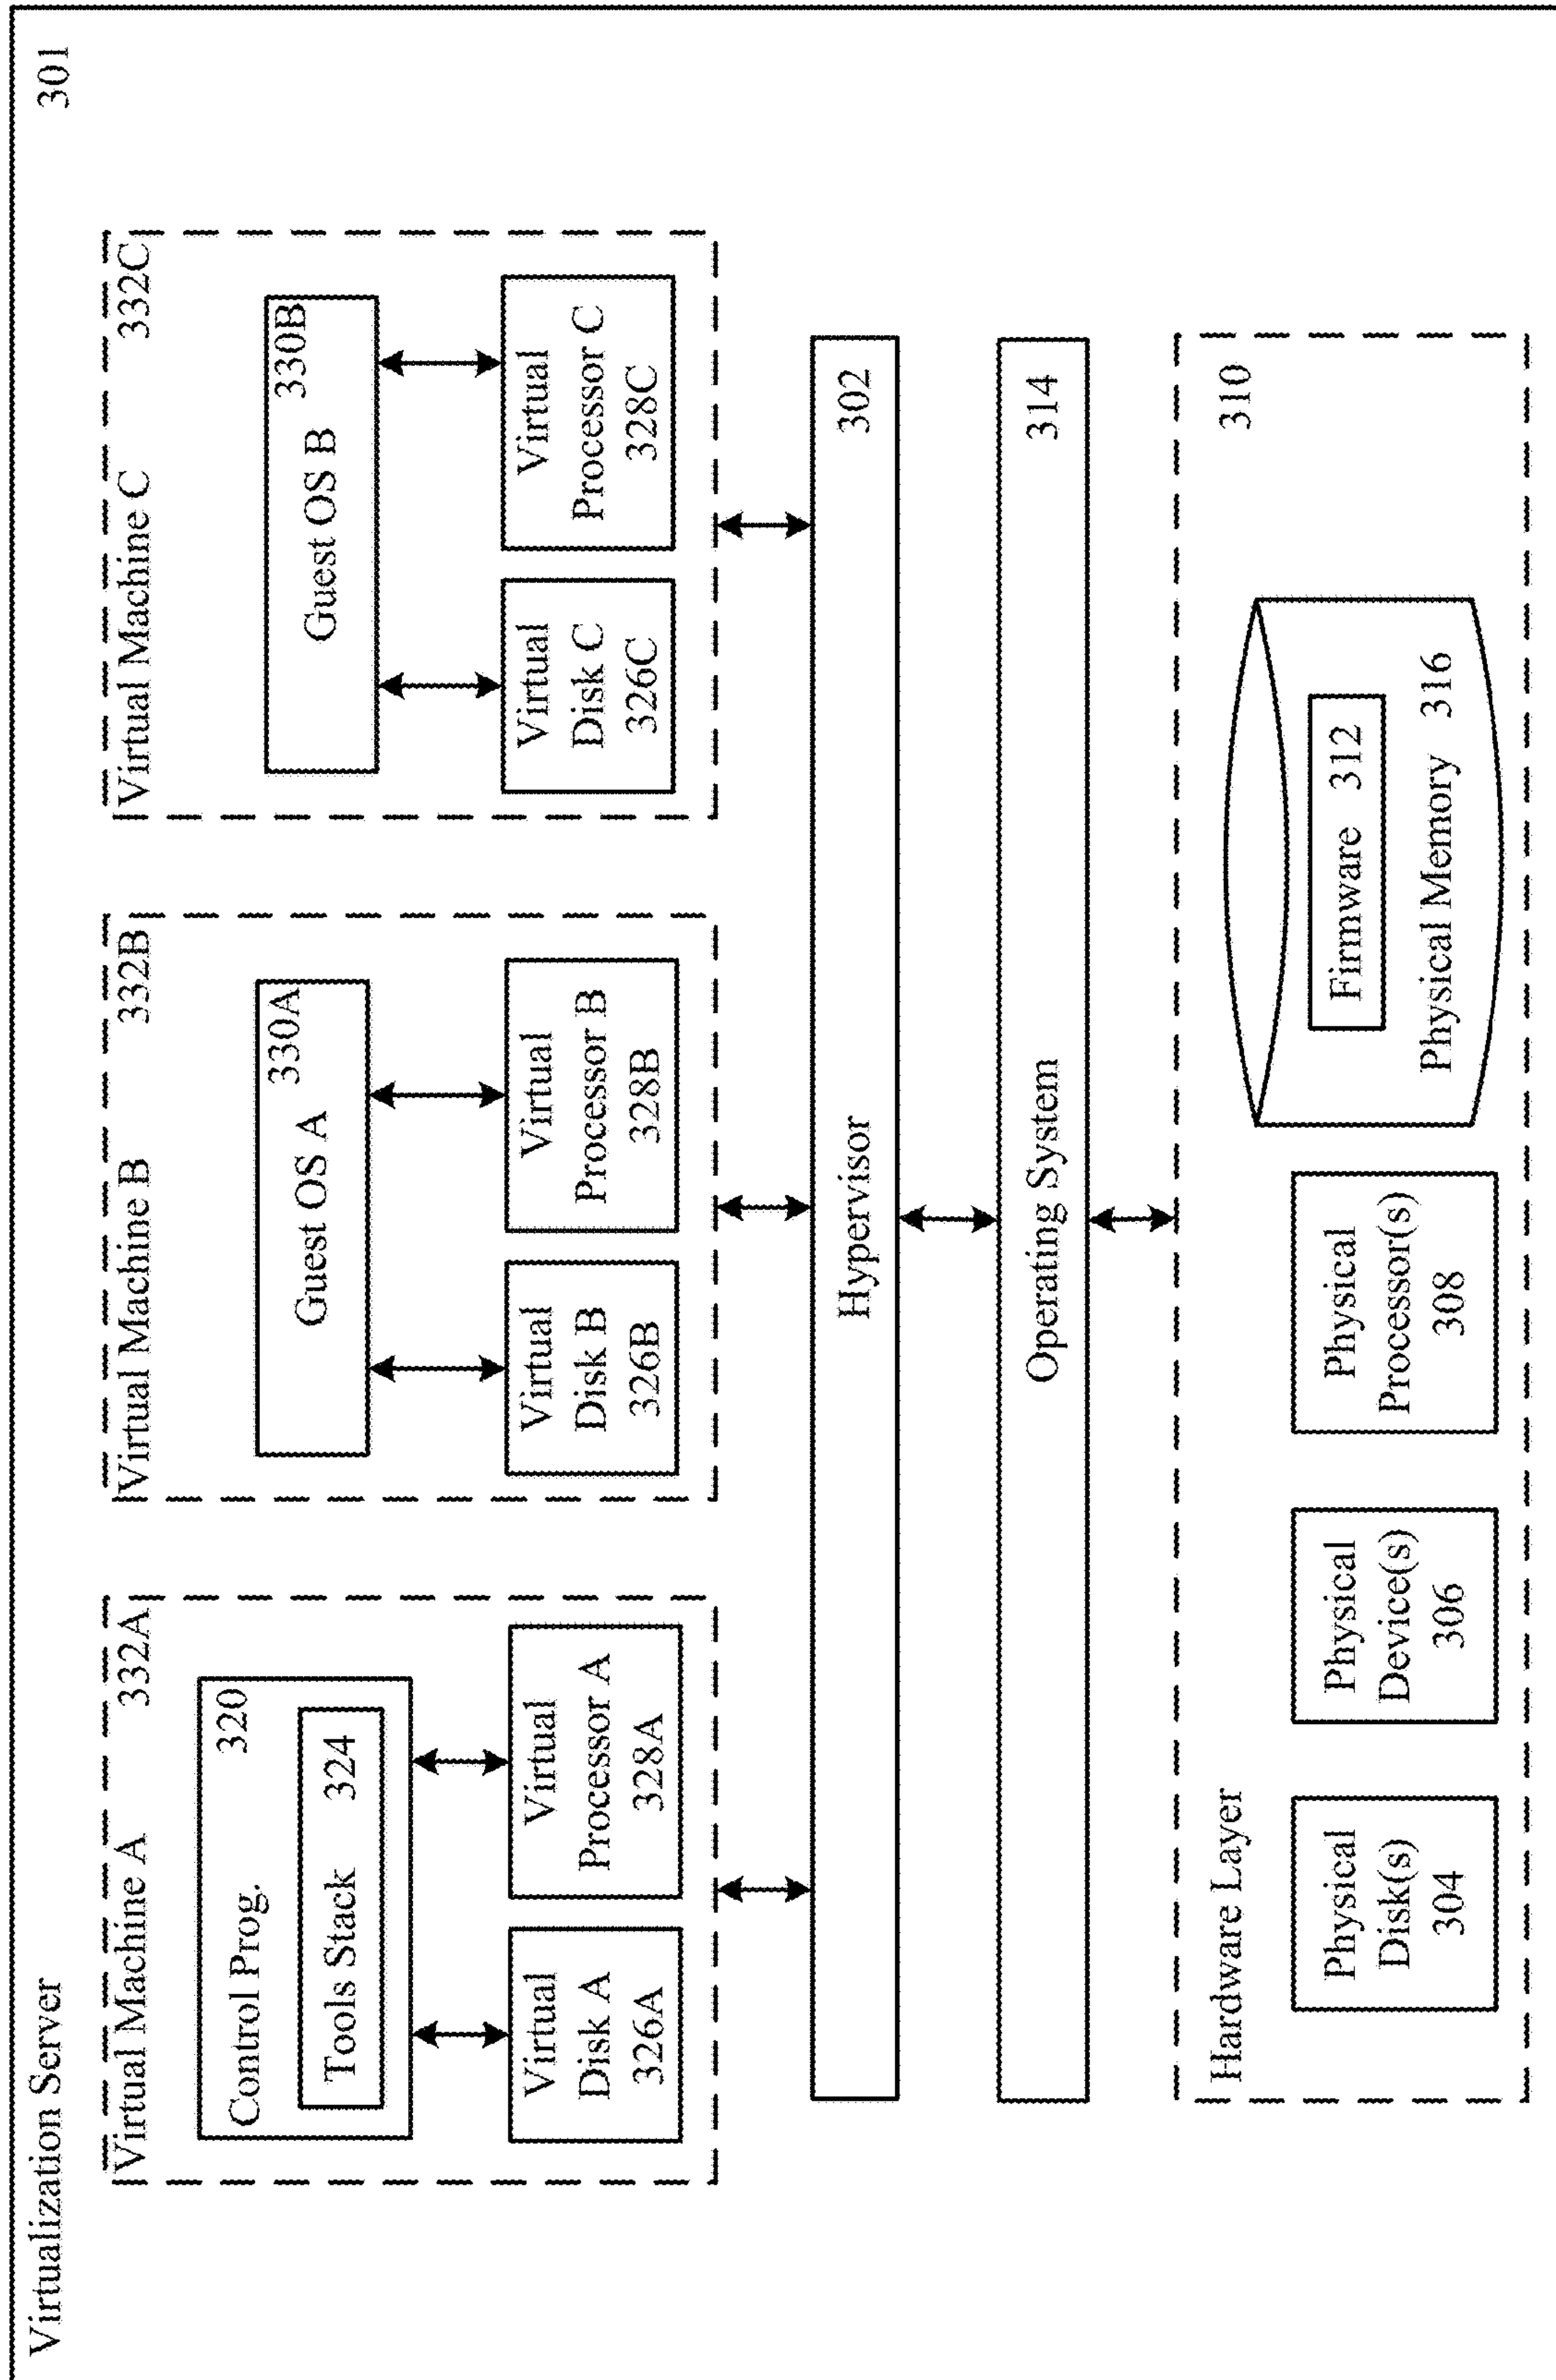 Virtualization Server
301
Virtual Machine A
332A
Control Prog.
320
Tools Stack 324
Virtual
Disk A
326A
Virtual
Processor A
328A
Virtual Machine B
332B
330A
Guest OS A
Virtual
Disk B
326B
Virtual
Processor B
328B
Virtual Machine C
332C
330B
Guest OS B
Virtual
Disk C
326C
Virtual
Processor C
328C
Hypervisor
302
Operating System
314
Hardware Layer
310
Physical
Disk(s)
304
Physical
Device(s)
306
Physical
Processor(s)
308
Firmware 312
Physical Memory 316